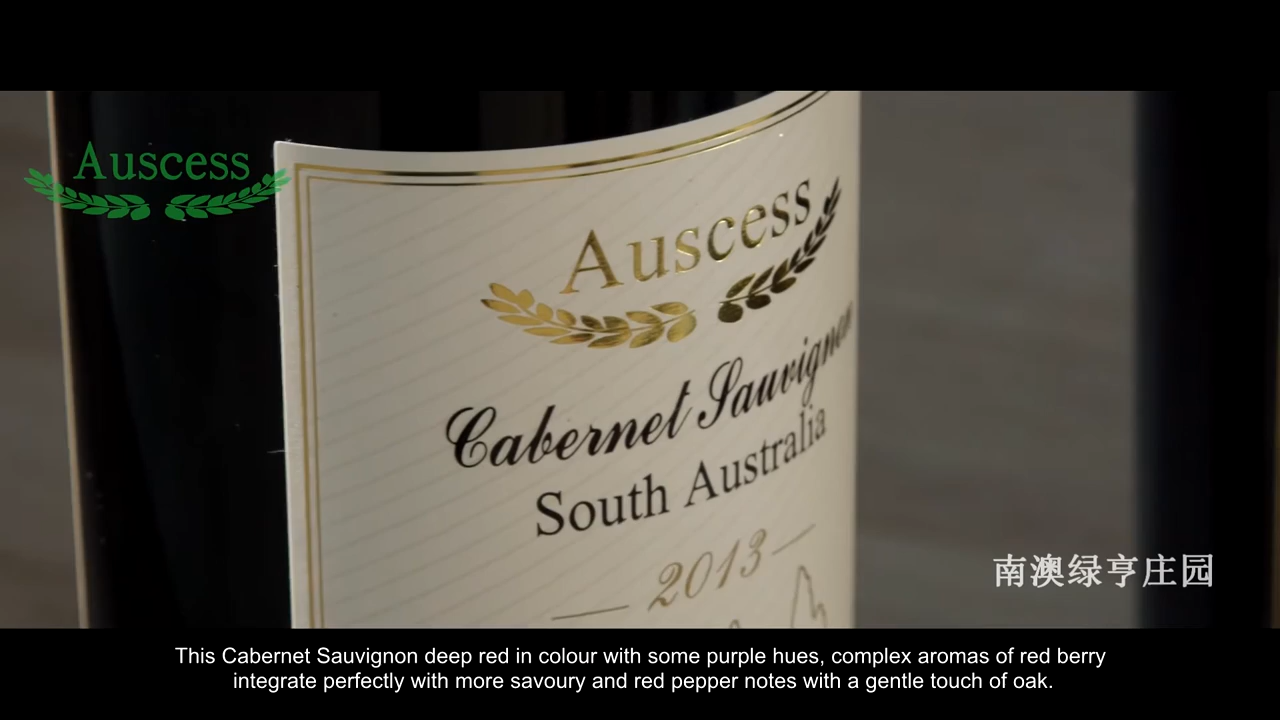 Auscess
Auscess
Cabernet Sauvignon
South Australia
2013
南澳绿亨庄园
This Cabernet Sauvignon deep red in colour with some purple hues, complex aromas of red berry
integrate perfectly with more savoury and red pepper notes with a gentle touch of oak.